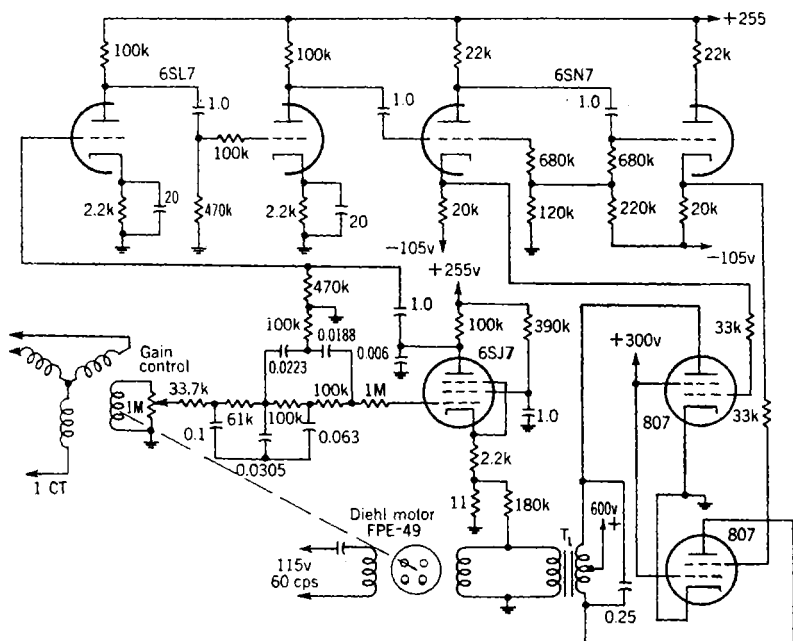 +255
100k
100k
22k
22k
6SL7
6SN7
1.0
1.0
1.0
100k
680k
680k
2.2k
20
470k
2.2k
20
20k
120k
220k
20k
−105v
−105v
+255v
470k
1.0
100k
390k
33k
100k
0.0188
0.006
6SJ7
+300v
0.0223
Gain
control
33.7k
100k
1M
1M
61k
100k
0.1
0.063
1.0
807
33k
0.0305
2.2k
1 CT
11
180k
600v
+
807
Diehl motor
FPE-49
T1
115v
60 cps
0.25